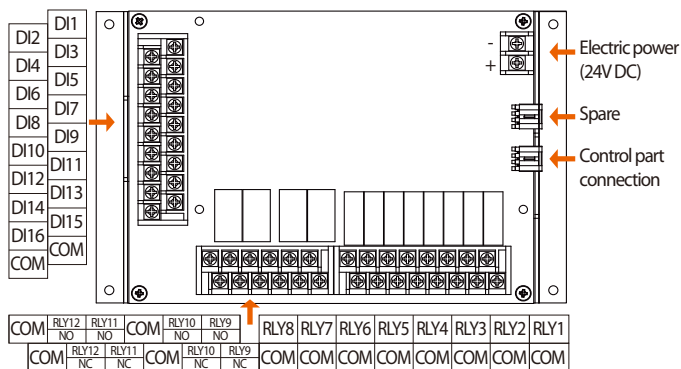 DI1
DI2
DI3
DI4
DI5
DI6
DI7
DI8
DI9
DI10
DI11
DI12
DI13
DI14
DI15
DI16
COM
COM
-
+
Electric power
(24V DC)
Spare
Control part
connection
COM RLY12 NO RLY11 NO COM RLY10 NO RLY9 NO RLY8 RLY7 RLY6 RLY5 RLY4 RLY3 RLY2 RLY1
COM RLY12 NC RLY11 NC COM RLY10 NC RLY9 NC COM COM COM COM COM COM COM COM